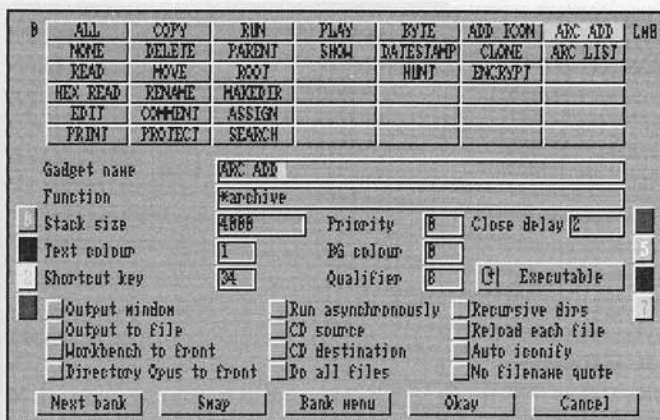 B ALL COPY RUN PLAY BYTE ADD ICON ARC ADD LMB
NONE DELETE PARENT SHOW DATESTAMP CLONE ARC LIST
READ MOVE ROOT HUNT ENCRYPT
HEX READ RENAME MAKEDIR
EDIT COMMENT ASSIGN
PRINT PROTECT SEARCH
Gadget name ARC ADD
Function *archive
Stack size 4000 Priority 0 Close delay 2
Text colour 1 BG colour 0
Shortcut key 34 Qualifier 8 Executable
Output window Run asynchronously Recursive dirs
Output to file CD source Reload each file
Workbench to front CD destination Auto iconify
Directory Opus to front Do all files No filename quote
Next bank Swap Bank menu Okay Cancel